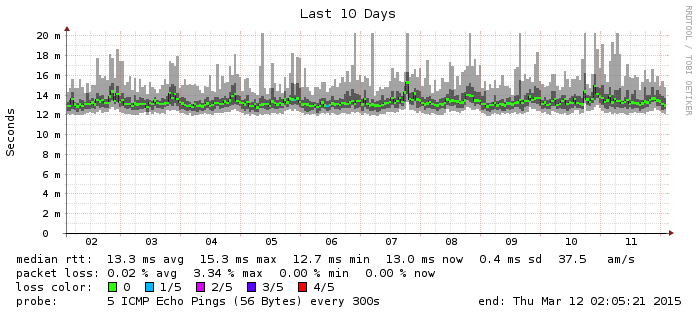 Last 10 Days
RRDTOOL / TOBI OETIKER
Seconds
20 m
18 m
16 m
14 m
12 m
10 m
8 m
6 m
4 m
2 m
0
02 03 04 05 06 07 08 09 10 11
median rtt: 13.3 ms avg 15.3 ms max 12.7 ms min 13.0 ms now 0.4 ms sd 37.5 am/s
packet loss: 0.02 % avg 3.34 % max 0.00 % min 0.00 % now
loss color: 0 1/5 2/5 3/5 4/5
probe: 5 ICMP Echo Pings (56 Bytes) every 300s end: Thu Mar 12 02:05:21 2015